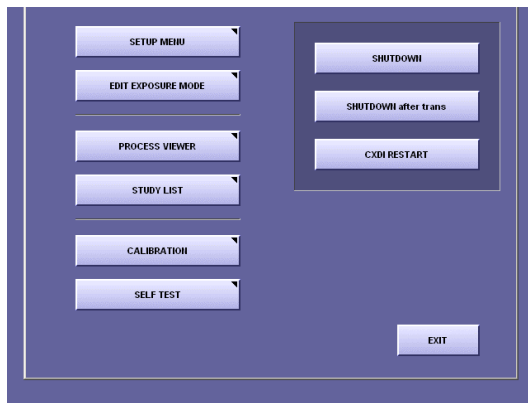 SETUP MENU
EDIT EXPOSURE MODE
PROCESS VIEWER
STUDY LIST
CALIBRATION
SELF TEST
SHUTDOWN
SHUTDOWN after trans
CXDI RESTART
EXIT